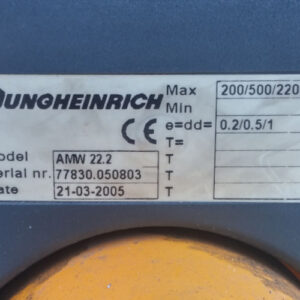 JUNGHEINRICH
CE
odel AMW 22.2
erial nr. 77830.050803
ate 21-03-2005
Max 200/500/220
Min
e=dd= 0.2/0.5/1
T=
T
T